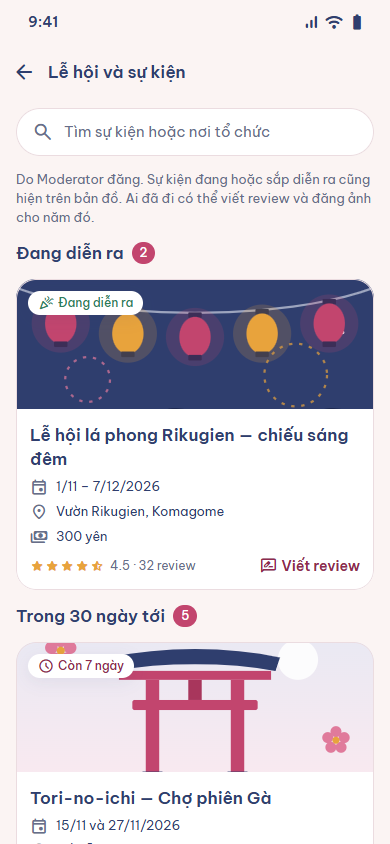 9:41
Lễ hội và sự kiện
Tìm sự kiện hoặc nơi tổ chức
Do Moderator đăng. Sự kiện đang hoặc sắp diễn ra cũng
hiện trên bản đồ. Ai đã đi có thể viết review và đăng ảnh
cho năm đó.
Đang diễn ra 2
Đang diễn ra
Lễ hội lá phong Rikugien — chiếu sáng
đêm
1/11 – 7/12/2026
Vườn Rikugien, Komagome
300 yên
4.5 · 32 review
Viết review
Trong 30 ngày tới 5
Còn 7 ngày
Tori-no-ichi — Chợ phiên Gà
15/11 và 27/11/2026